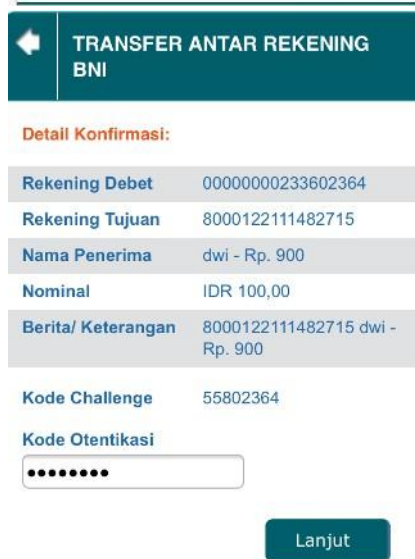 TRANSFER ANTAR REKENING
BNI
Detail Konfirmasi:
Rekening Debet 00000000233602364
Rekening Tujuan 8000122111482715
Nama Penerima dwi - Rp. 900
Nominal IDR 100,00
Berita/ Keterangan 8000122111482715 dwi -
Rp. 900
Kode Challenge 55802364
Kode Otentikasi
••••••••
Lanjut